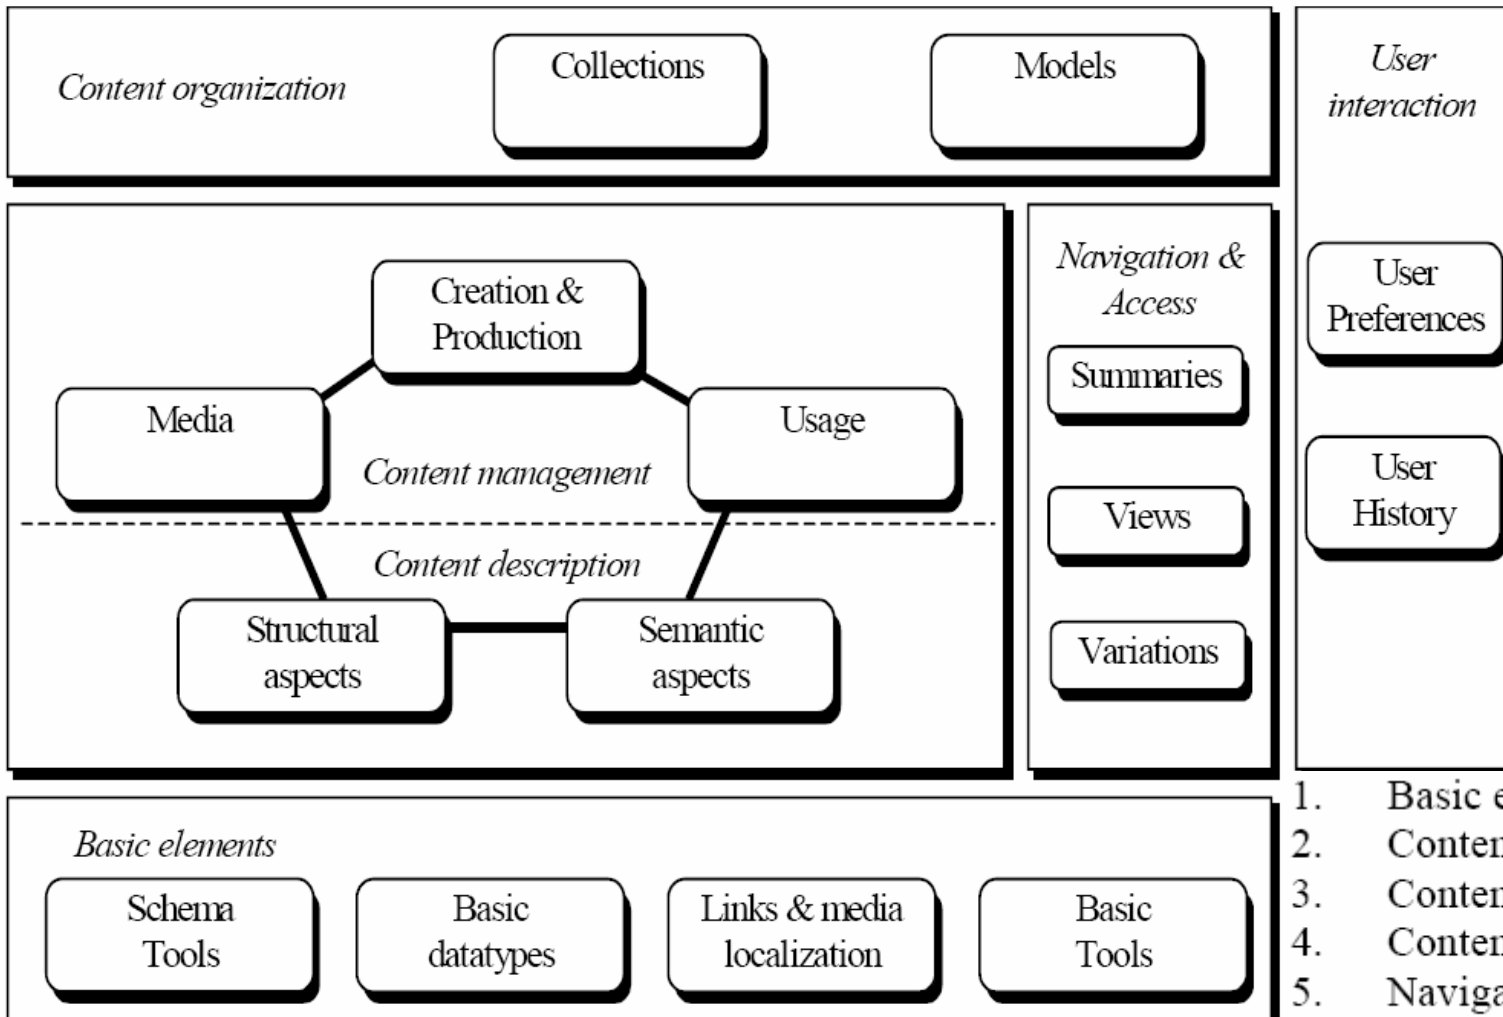 Content organization
Collections
Models
User
interaction
Creation &
Production
Media
Usage
Content management
Content description
Structural
aspects
Semantic
aspects
Navigation &
Access
Summaries
Views
Variations
User
Preferences
User
History
Basic elements
Schema
Tools
Basic
datatypes
Links & media
localization
Basic
Tools
1. Basic
2.
3.
4.
5.